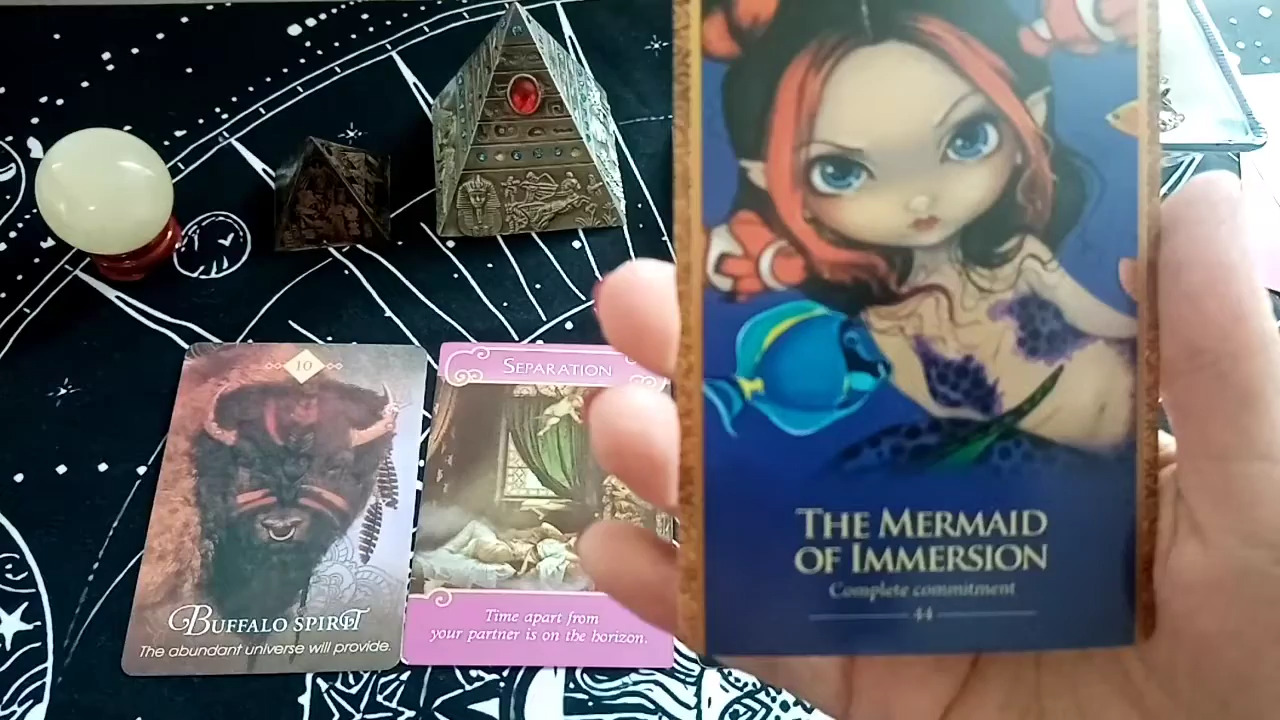 10
BUFFALO SPIRIT
The abundant universe will provide.
SEPARATION
Time apart from
your partner is on the horizon.
THE MERMAID
OF IMMERSION
Complete commitment
44